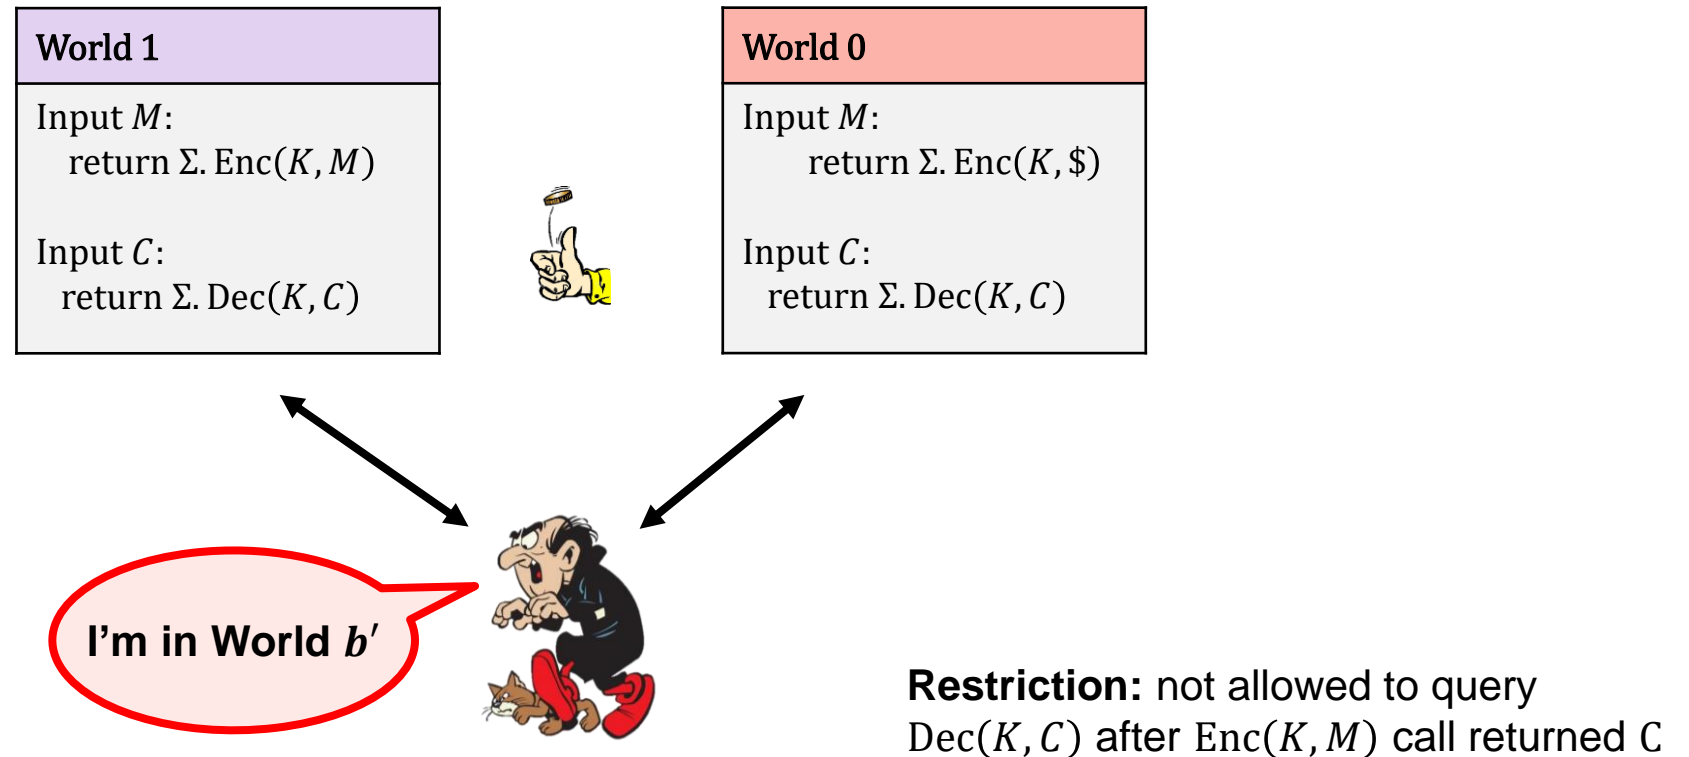 World 1
Input M:
return Σ. Enc(K, M)
Input C:
return Σ. Dec(K, C)
World 0
Input M:
return Σ. Enc(K, $)
Input C:
return Σ. Dec(K, C)
I'm in World b′
Restriction: not allowed to query
Dec(K, C) after Enc(K, M) call returned C